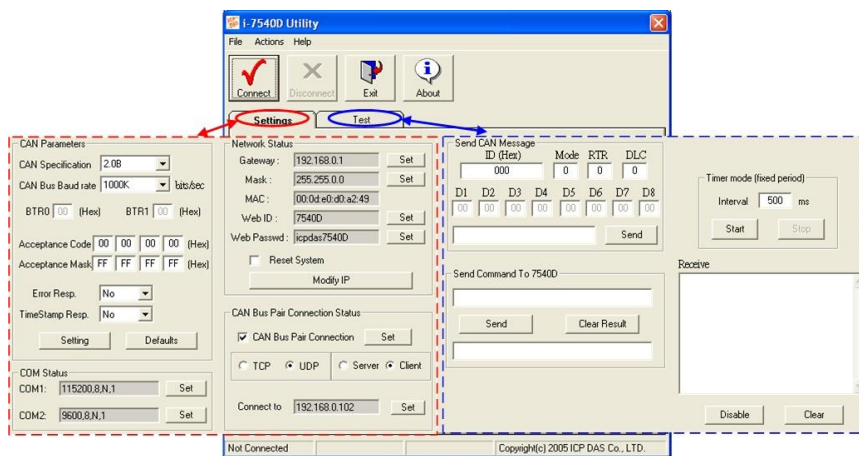 i-7540D Utility
File Actions Help
Connect Disconnect Exit About
Settings Test
CAN Parameters
CAN Specification 2.0B
CAN Bus Baud rate 1000K bits/sec
BTR0 00 (Hex) BTR1 00 (Hex)
Acceptance Code 00 00 00 00 (Hex)
Acceptance Mask FF FF FF FF (Hex)
Error Resp. No
TimeStamp Resp. No
Setting Defaults
COM Status
COM1: 115200,8,N,1 Set
COM2: 9600,8,N,1 Set
Network Status
Gateway : 192.168.0.1 Set
Mask : 255.255.0.0 Set
MAC : 00:0d:e0:d0:a2:49
Web ID : 7540D Set
Web Passwd : icpdas7540D Set
Reset System
Modify IP
CAN Bus Pair Connection Status
CAN Bus Pair Connection Set
TCP UDP Server Client
Connect to 192.168.0.102 Set
Send CAN Message
ID (Hex) Mode RTR DLC
000 0 0 0
D1 D2 D3 D4 D5 D6 D7 D8
00 00 00 00 00 00 00 00
Send
Send Command To 7540D
Send Clear Result
Timer mode (fixed period)
Interval 500 ms
Start Stop
Receive
Disable Clear
Not Connected Copyright(c) 2005 ICP DAS Co., LTD.